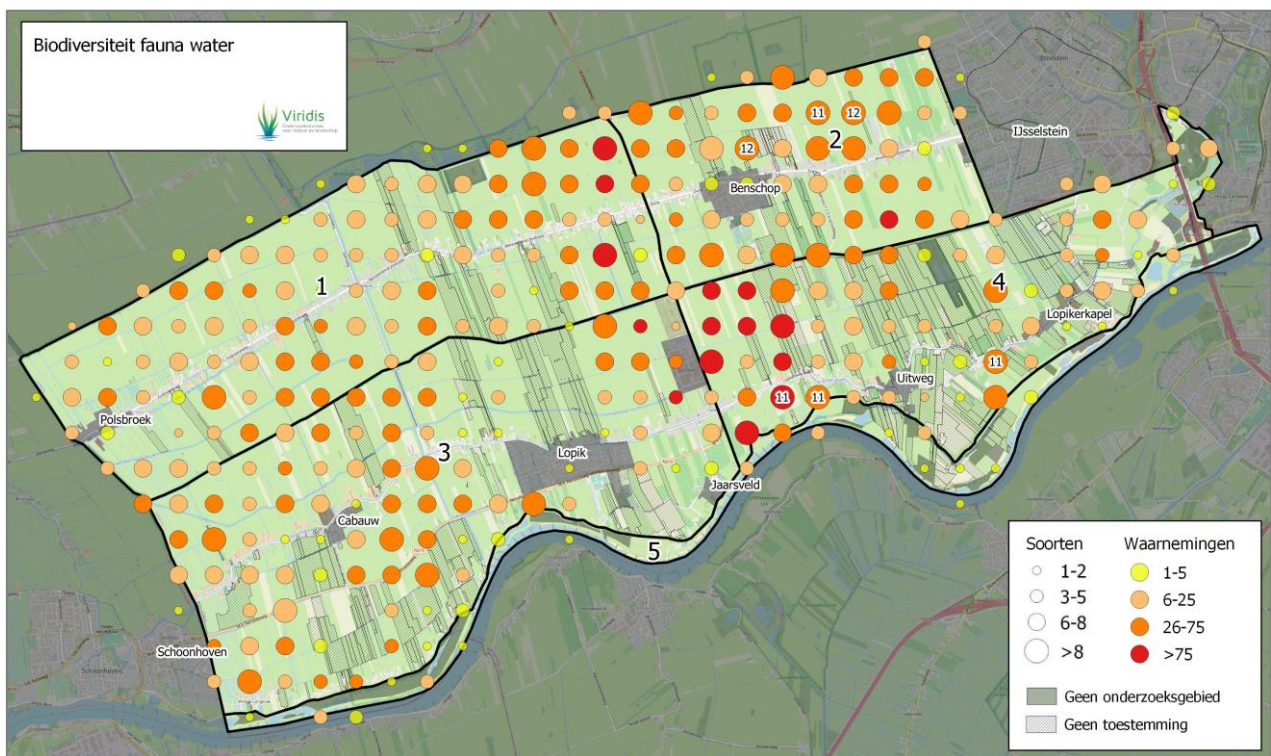 Biodiversiteit fauna water
Viridis
11
12
IJsselstein
12
2
Benschop
1
4
Lopikerkapel
11
Uitweg
Polsbroek
11
11
3
Lopik
Jaarsveld
Cabauw
5
Schoonhoven
Soorten
1-2
3-5
6-8
>8
Waarnemingen
1-5
6-25
26-75
>75
Geen onderzoeksgebied
Geen toestemming